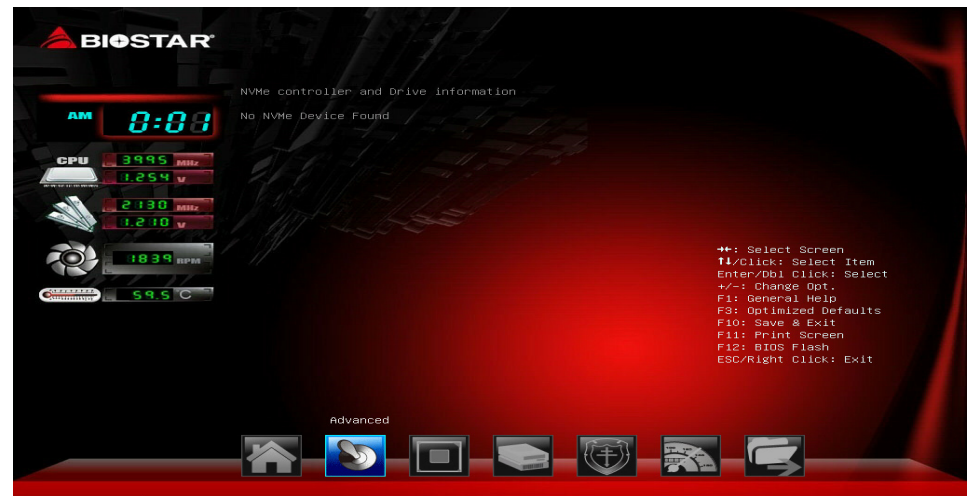 BIOSTAR
NVMe controller and Drive information
No NVMe Device Found
AM 0:01
CPU 3995 MHz
1.254 V
2130 MHz
1.210 V
1839 RPM
59.5 C
→←: Select Screen
↑↓/Click: Select Item
Enter/Dbl Click: Select
+/-: Change Opt.
F1: General Help
F3: Optimized Defaults
F10: Save & Exit
F11: Print Screen
F12: BIOS Flash
ESC/Right Click: Exit
Advanced